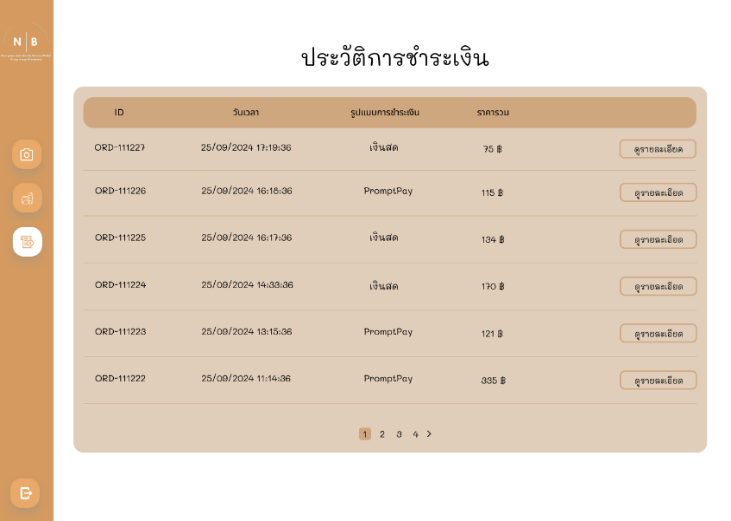 N B
ประวัติการชำระเงิน
ID วันเวลา รูปแบบการชำระเงิน ราคารวม
ORD-111227 25/09/2024 17:19:36 เงินสด 75 ฿ ดูรายละเอียด
ORD-111226 25/09/2024 16:18:36 PromptPay 115 ฿ ดูรายละเอียด
ORD-111225 25/09/2024 16:17:36 เงินสด 134 ฿ ดูรายละเอียด
ORD-111224 25/09/2024 14:33:36 เงินสด 170 ฿ ดูรายละเอียด
ORD-111223 25/09/2024 13:15:36 PromptPay 121 ฿ ดูรายละเอียด
ORD-111222 25/09/2024 11:14:36 PromptPay 335 ฿ ดูรายละเอียด
1 2 3 4 >